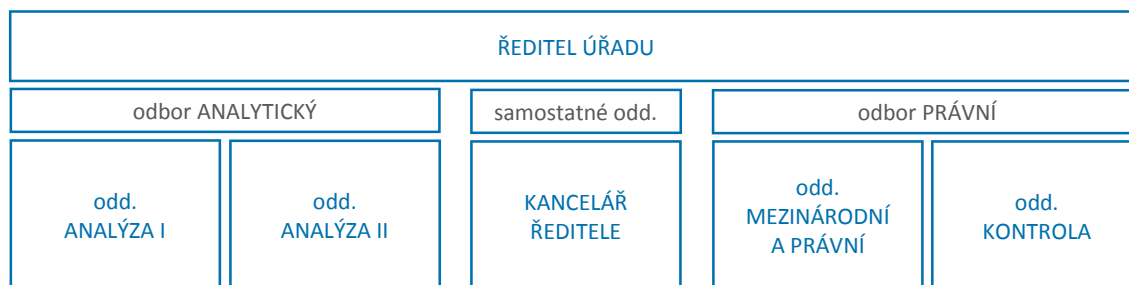 ŘEDITEL ÚŘADU
odbor ANALYTICKÝ
samostatné odd.
odbor PRÁVNÍ
odd.
ANALÝZA I
odd.
ANALÝZA II
KANCELÁŘ
ŘEDITELE
odd.
MEZINÁRODNÍ
A PRÁVNÍ
odd.
KONTROLA